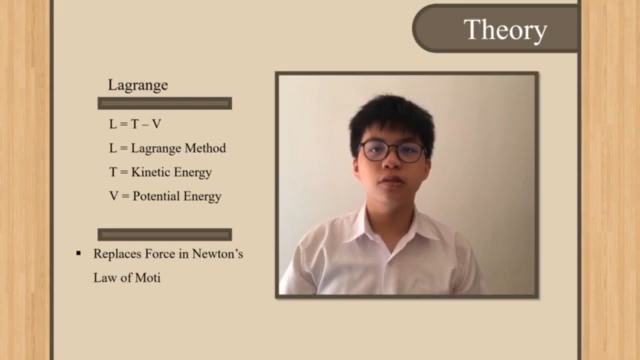 Theory
Lagrange
L = T – V
L = Lagrange Method
T = Kinetic Energy
V = Potential Energy
▪ Replaces Force in Newton's
Law of Moti